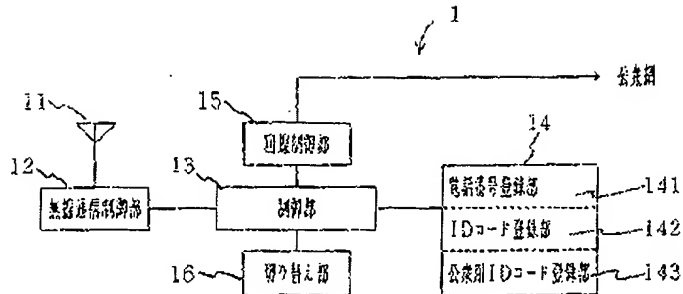 1
公衆網
11
15
回線制御部
14
12
13
無線通信制御部
制御部
電話番号登録部
141
IDコード登録部
142
16
切り替え部
公衆用IDコード登録部
143